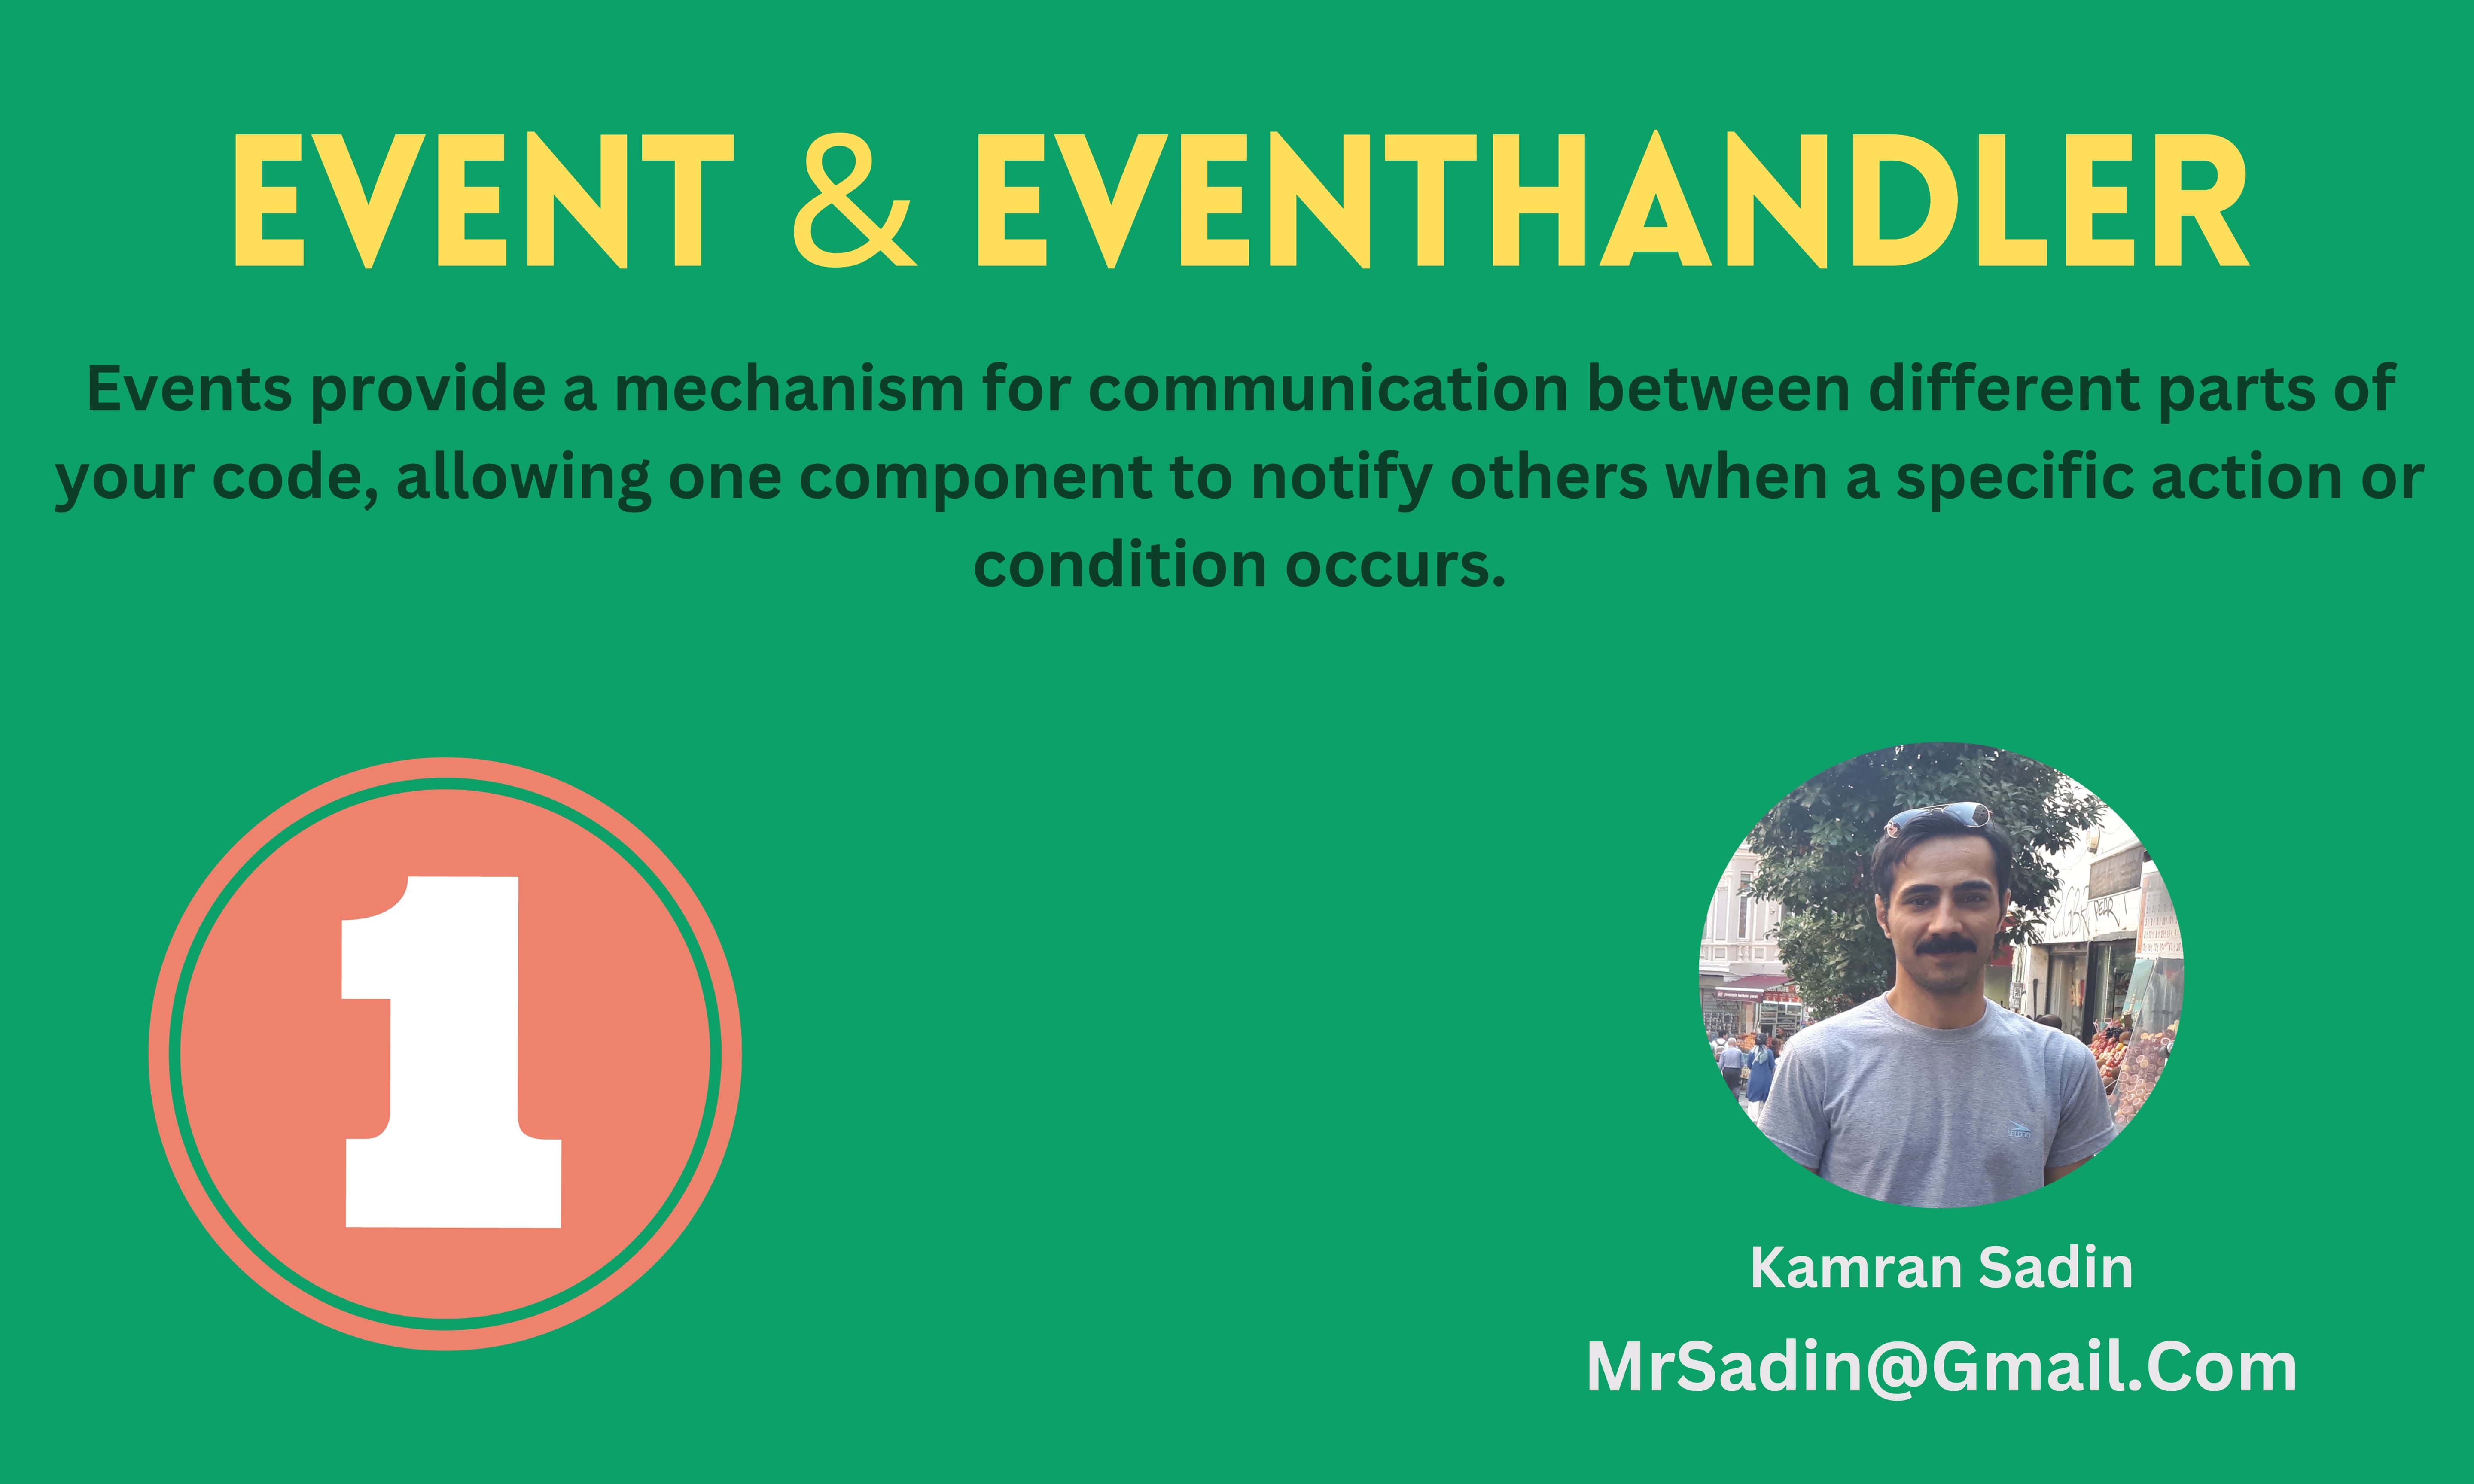 EVENT & EVENTHANDLER
Events provide a mechanism for communication between different parts of
your code, allowing one component to notify others when a specific action or
condition occurs.
1
Kamran Sadin
MrSadin@Gmail.Com